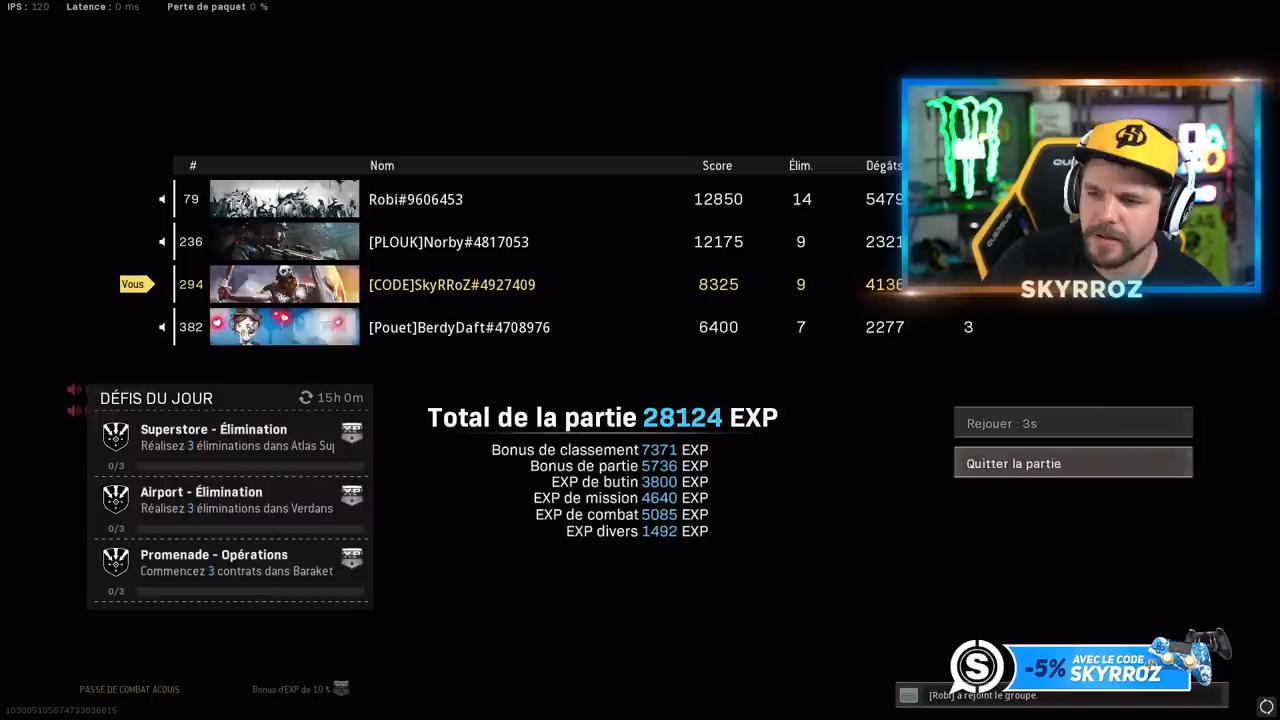 IPS : 120 Latence : 0 ms Perte de paquet 0 %
# Nom Score Élim. Dégâts
79 Robi#9606453 12850 14 5479
236 [PLOUK]Norby#4817053 12175 9 2321
Vous 294 [CODE]SkyRRoZ#4927409 8325 9 4136
382 [Pouet]BerdyDaft#4708976 6400 7 2277 3
SKYRROZ
DÉFIS DU JOUR 15h 0m
Superstore - Élimination
Réalisez 3 éliminations dans Atlas Su
0/3
XP
Airport - Élimination
Réalisez 3 éliminations dans Verdans
0/3
XP
Promenade - Opérations
Commencez 3 contrats dans Baraket
0/3
XP
Total de la partie 28124 EXP
Bonus de classement 7371 EXP
Bonus de partie 5736 EXP
EXP de butin 3800 EXP
EXP de mission 4640 EXP
EXP de combat 5085 EXP
EXP divers 1492 EXP
Rejouer : 3s
Quitter la partie
PASSE DE COMBAT ACQUIS Bonus d'EXP de 10 %
S -5% AVEC LE CODE
SKYRROZ
[Robi] a rejoint le groupe.